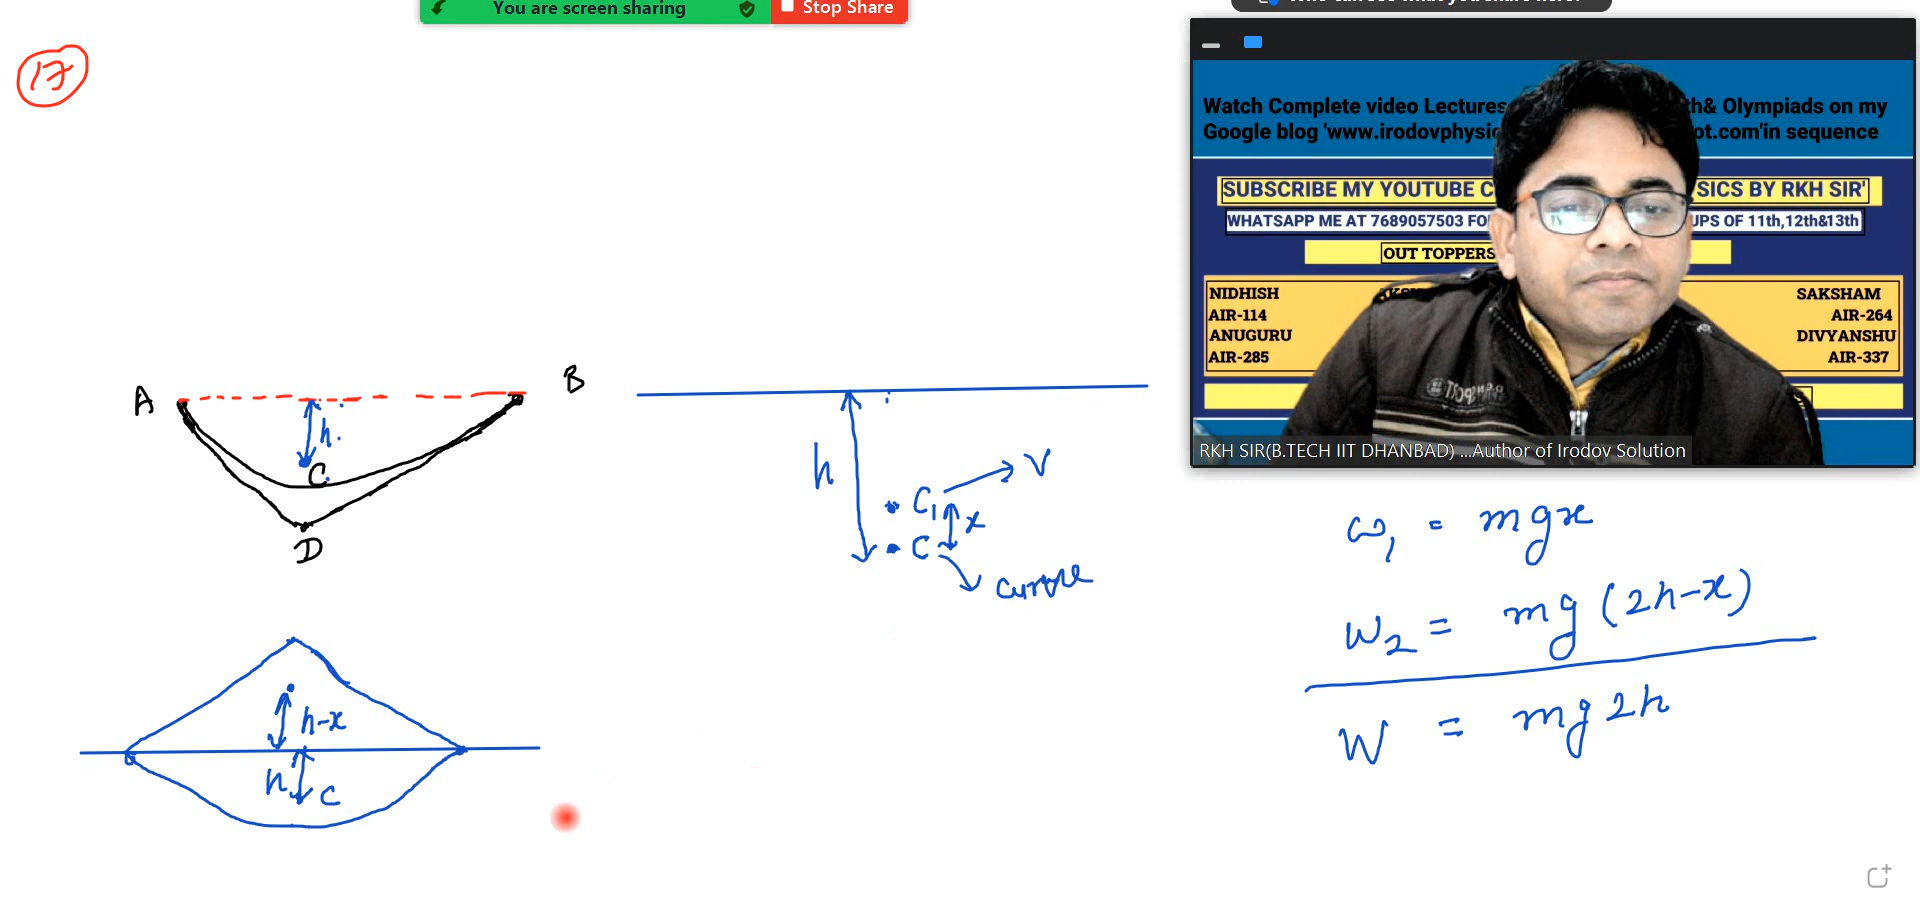 You are screen sharing
Stop Share
17
Watch Complete video Lectures th& Olympiads on my
Google blog 'www.irodovphysic ot.com'in sequence
SUBSCRIBE MY YOUTUBE C SICS BY RKH SIR'
WHATSAPP ME AT 7689057503 FO UPS OF 11th,12th&13th
OUT TOPPERS
NIDHISH
AIR-114
ANUGURU
AIR-285
SAKSHAM
AIR-264
DIVYANSHU
AIR-337
RKH SIR(B.TECH IIT DHANBAD) ...Author of Irodov Solution
A
B
h
C
D
h
C₁
V
x
C
curve
h-x
h
C
ω₁ = mgx
W₂ = mg (2h-x)
W = mg 2h